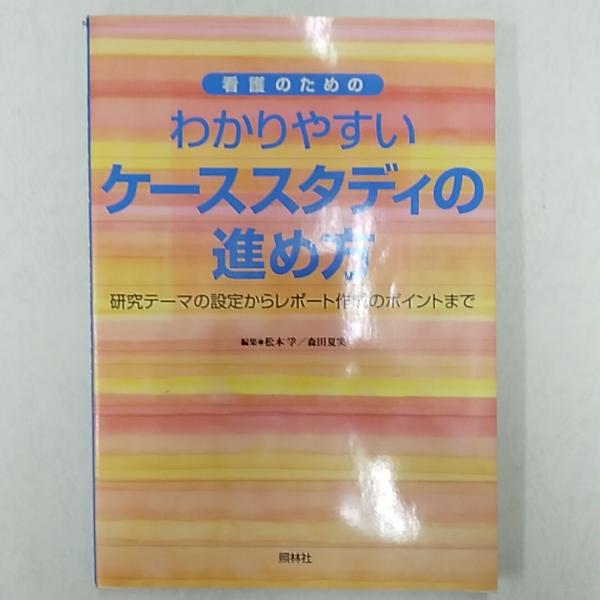 看護のための
わかりやすい
ケーススタディの
進め方
研究テーマの設定からレポート作成のポイントまで
編集●松木 孚／森田夏実
照林社